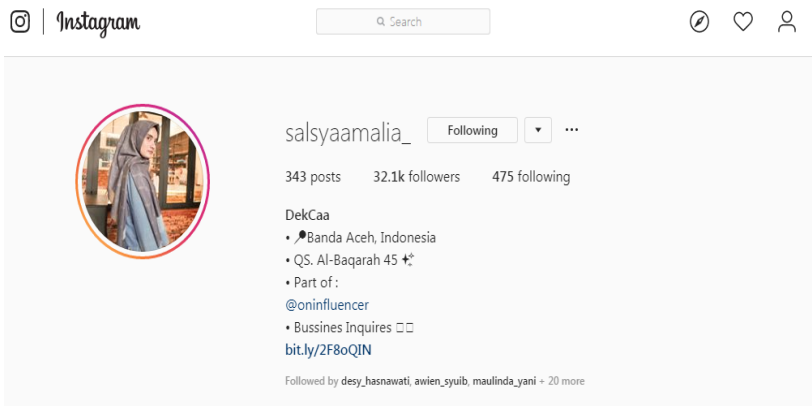 Instagram
Search
salsyaamalia_ Following
343 posts 32.1k followers 475 following
DekCaa
• 📍Banda Aceh, Indonesia
• QS. Al-Baqarah 45 ✨
• Part of :
@oninfluencer
• Bussines Inquires □□
bit.ly/2F8oQIN
Followed by desy_hasnawati, awien_syuib, maulinda_yani + 20 more